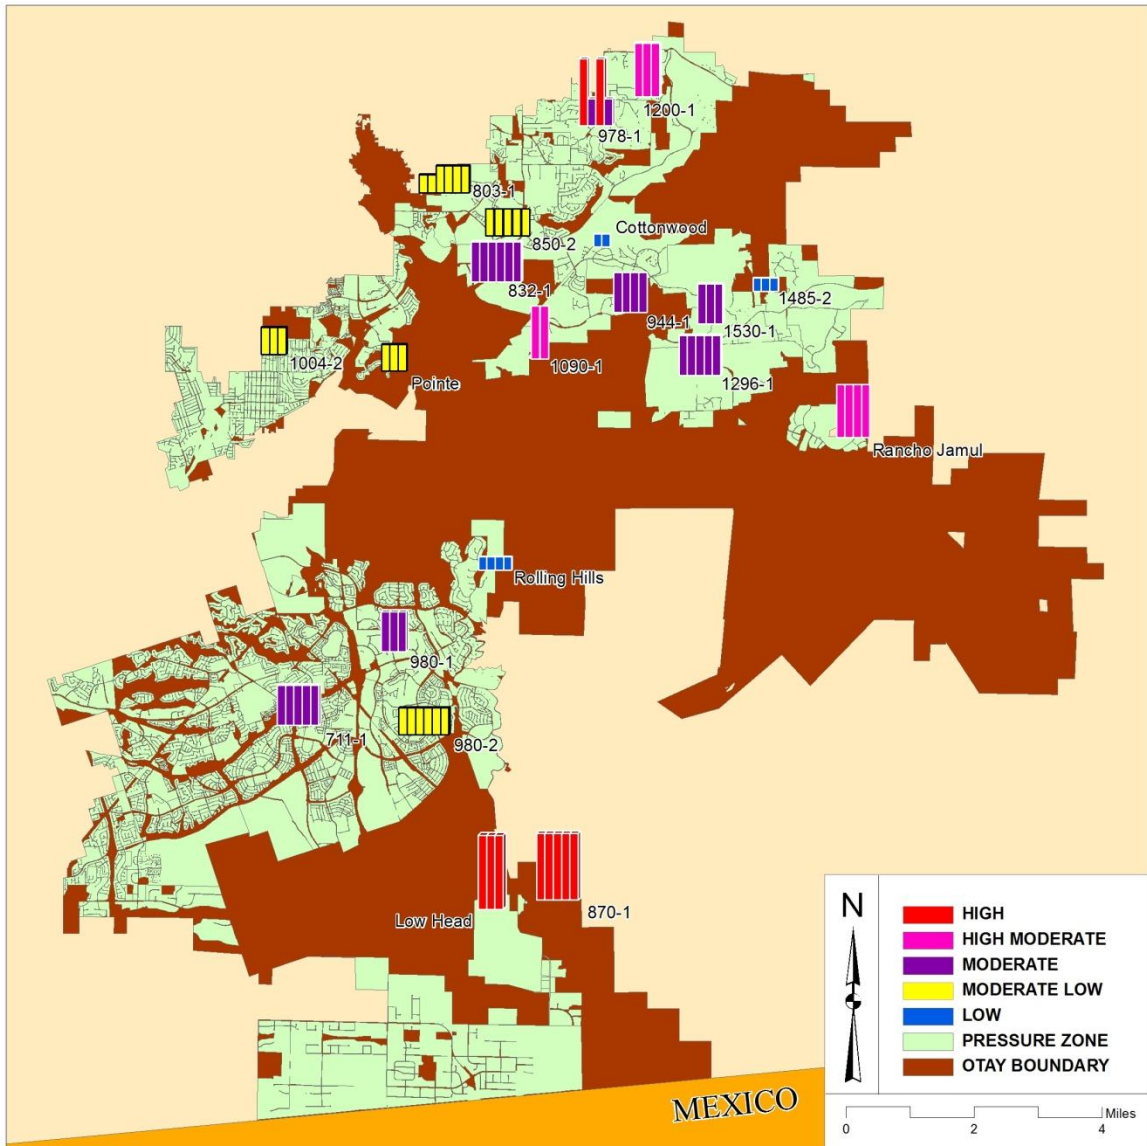 1200-1
978-1
803-1
Cottonwood
850-2
832-1
1485-2
944-1
1530-1
1004-2
1090-1
Pointe
1296-1
Rancho Jamul
Rolling Hills
980-1
711-1
980-2
Low Head
870-1
MEXICO
N
HIGH
HIGH MODERATE
MODERATE
MODERATE LOW
LOW
PRESSURE ZONE
OTAY BOUNDARY
Miles
0 2 4